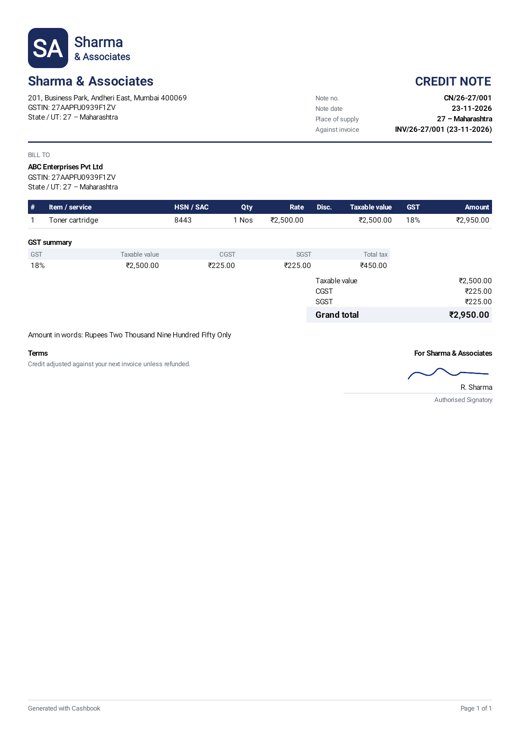 SA
Sharma
& Associates
Sharma & Associates
CREDIT NOTE
201, Business Park, Andheri East, Mumbai 400069
GSTIN: 27AAPFU0939F1ZV
State / UT: 27 – Maharashtra
Note no. CN/26-27/001
Note date 23-11-2026
Place of supply 27 – Maharashtra
Against invoice INV/26-27/001 (23-11-2026)
BILL TO
ABC Enterprises Pvt Ltd
GSTIN: 27AAPFU0939F1ZV
State / UT: 27 – Maharashtra
# Item / service HSN / SAC Qty Rate Disc. Taxable value GST Amount
1 Toner cartridge 8443 1 Nos ₹2,500.00 ₹2,500.00 18% ₹2,950.00
GST summary
GST Taxable value CGST SGST Total tax
18% ₹2,500.00 ₹225.00 ₹225.00 ₹450.00
Taxable value ₹2,500.00
CGST ₹225.00
SGST ₹225.00
Grand total ₹2,950.00
Amount in words: Rupees Two Thousand Nine Hundred Fifty Only
Terms
Credit adjusted against your next invoice unless refunded.
For Sharma & Associates
R. Sharma
Authorised Signatory
Generated with Cashbook
Page 1 of 1